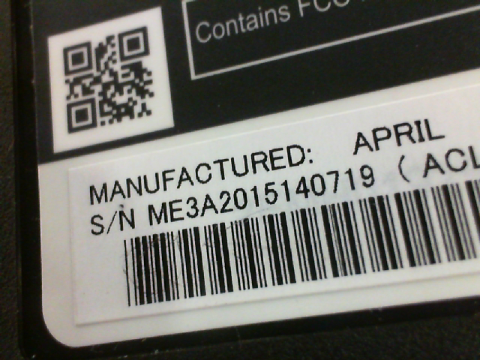 Contains FCC
MANUFACTURED: APRIL
S/N ME3A2015140719 ( ACL